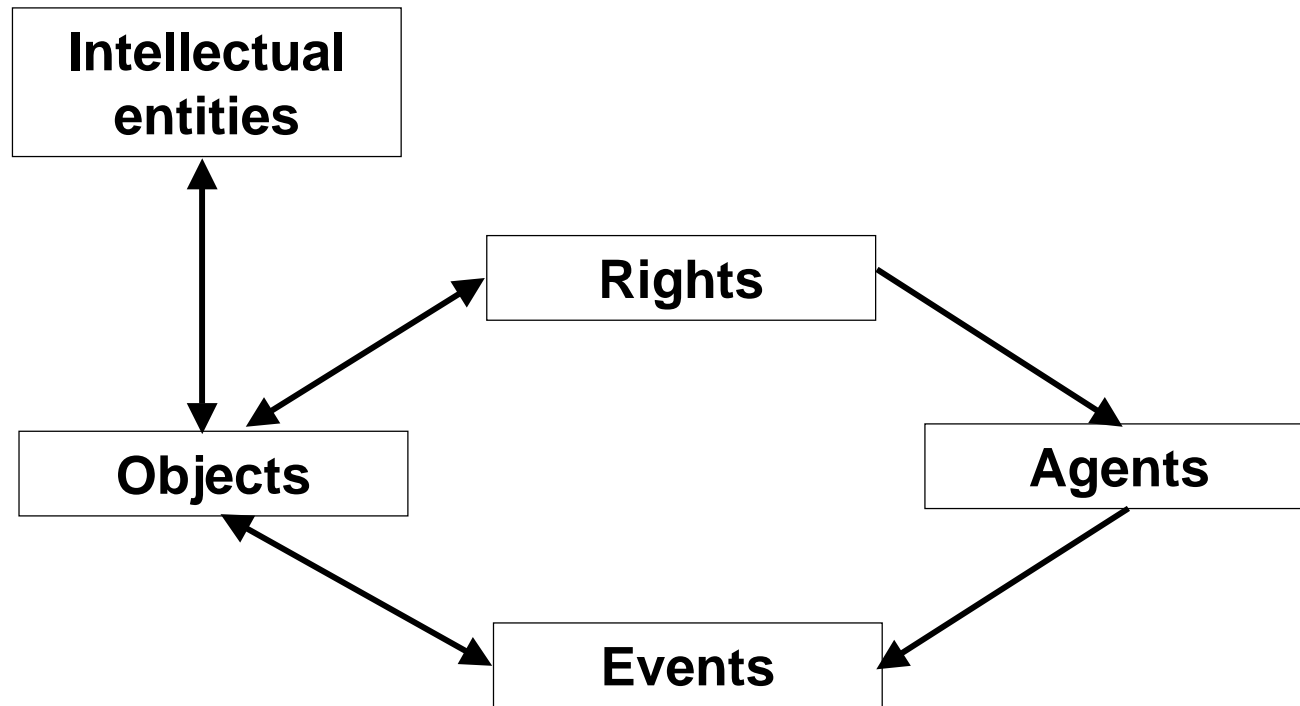 Intellectual
entities
Rights
Objects
Agents
Events